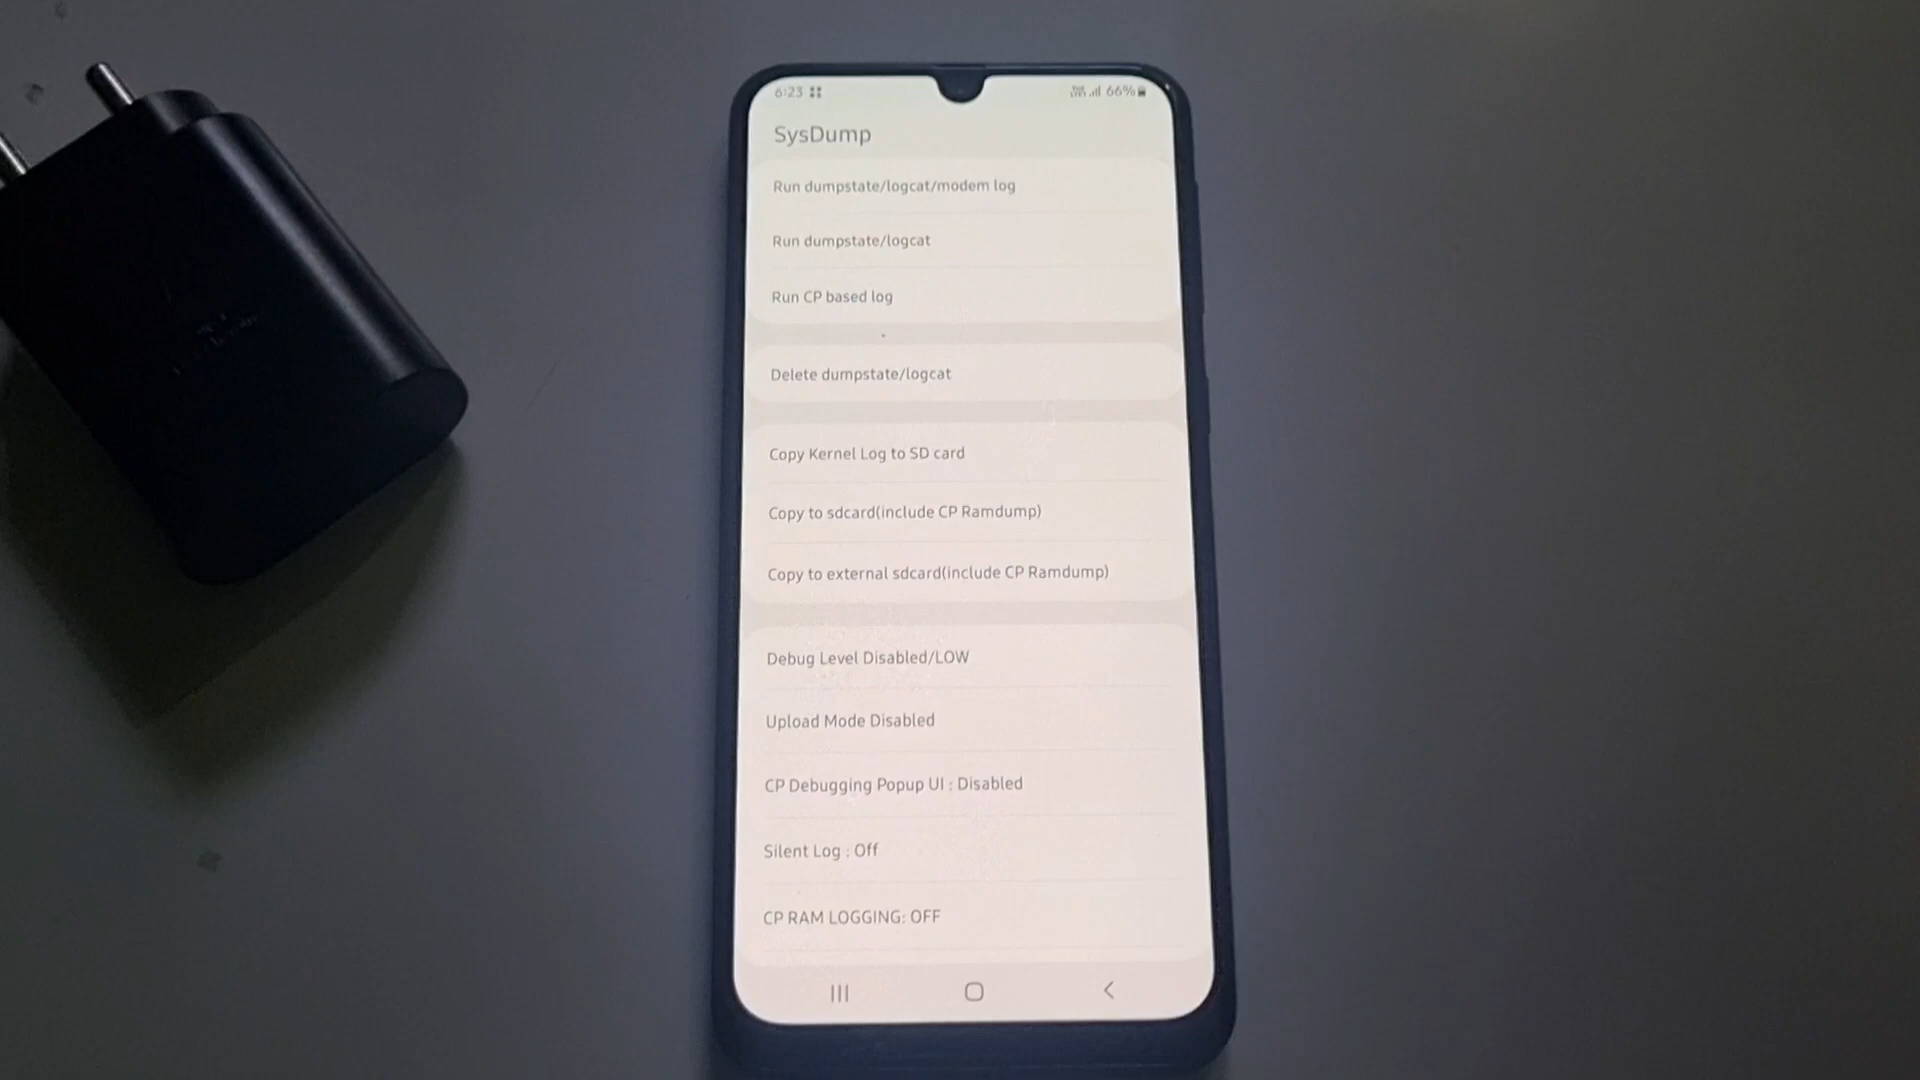 6:23
66%
SysDump
Run dumpstate/logcat/modem log
Run dumpstate/logcat
Run CP based log
Delete dumpstate/logcat
Copy Kernel Log to SD card
Copy to sdcard(include CP Ramdump)
Copy to external sdcard(include CP Ramdump)
Debug Level Disabled/LOW
Upload Mode Disabled
CP Debugging Popup UI : Disabled
Silent Log : Off
CP RAM LOGGING: OFF